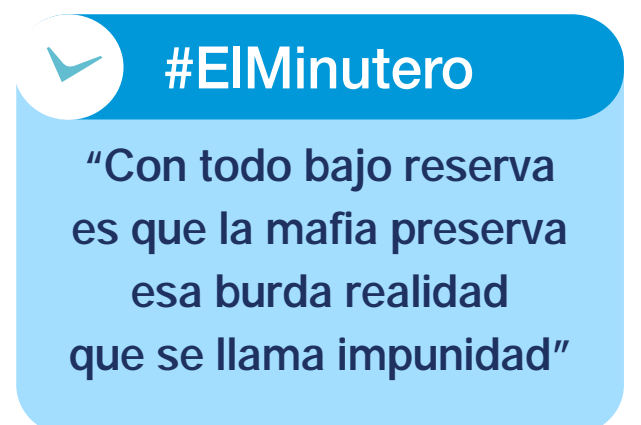 #ElMinutero
“Con todo bajo reserva
es que la mafia preserva
esa burda realidad
que se llama impunidad”